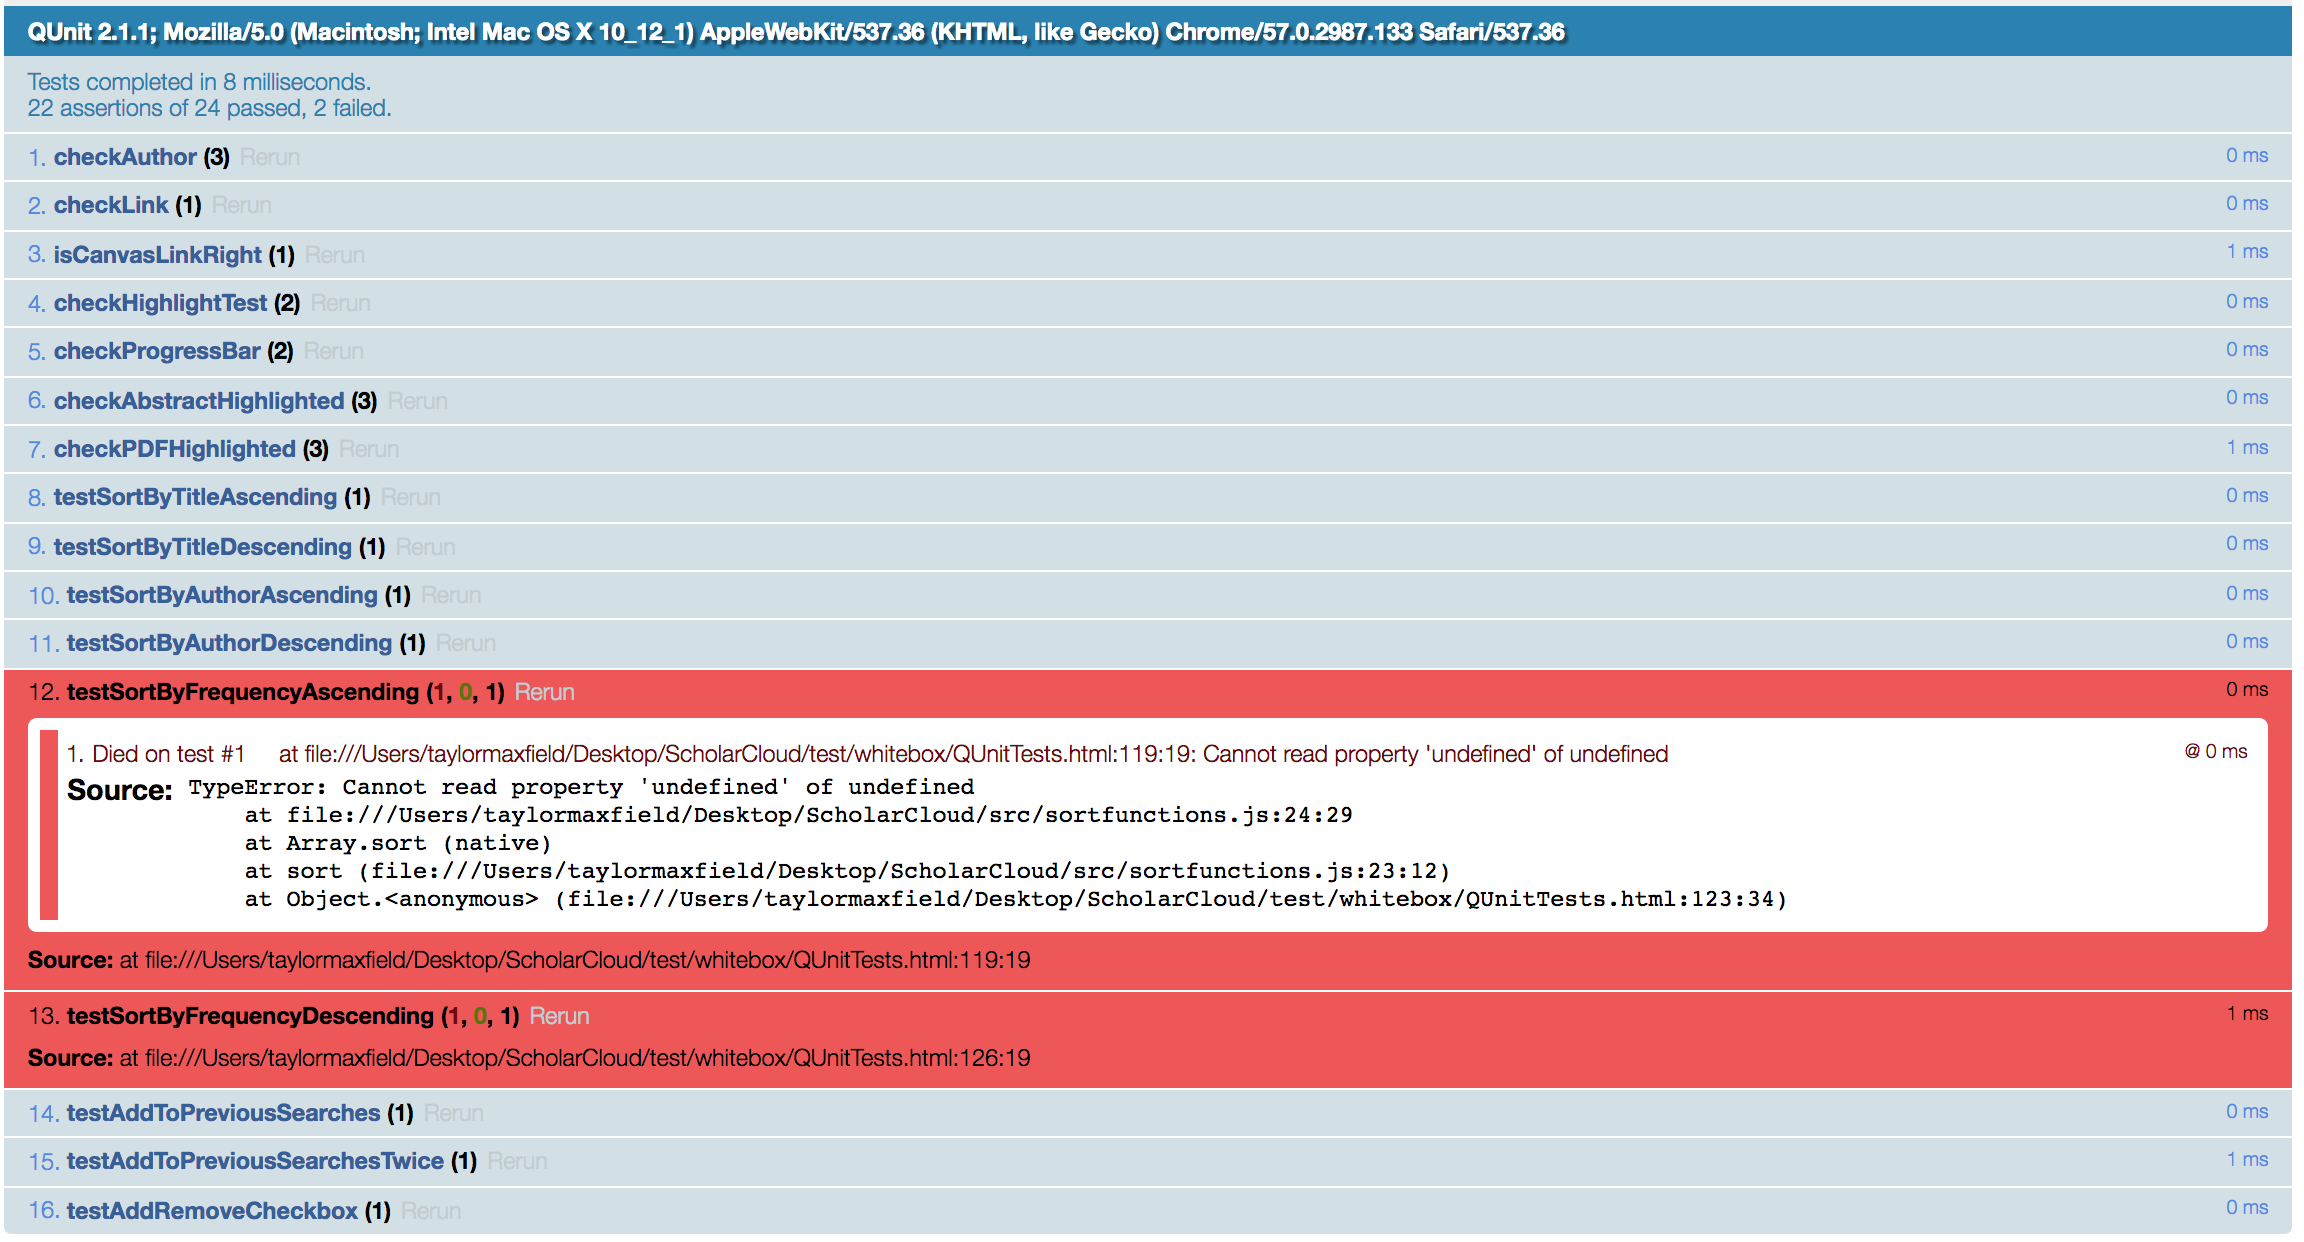 QUnit 2.1.1; Mozilla/5.0 (Macintosh; Intel Mac OS X 10_12_1) AppleWebKit/537.36 (KHTML, like Gecko) Chrome/57.0.2987.133 Safari/537.36
Tests completed in 8 milliseconds.
22 assertions of 24 passed, 2 failed.
1. checkAuthor (3) Rerun 0 ms
2. checkLink (1) Rerun 0 ms
3. isCanvasLinkRight (1) Rerun 1 ms
4. checkHighlightTest (2) Rerun 0 ms
5. checkProgressBar (2) Rerun 0 ms
6. checkAbstractHighlighted (3) Rerun 0 ms
7. checkPDFHighlighted (3) Rerun 1 ms
8. testSortByTitleAscending (1) Rerun 0 ms
9. testSortByTitleDescending (1) Rerun 0 ms
10. testSortByAuthorAscending (1) Rerun 0 ms
11. testSortByAuthorDescending (1) Rerun 0 ms
12. testSortByFrequencyAscending (1, 0, 1) Rerun 0 ms
1. Died on test #1 at file:///Users/taylormaxfield/Desktop/ScholarCloud/test/whitebox/QUnitTests.html:119:19: Cannot read property 'undefined' of undefined @ 0 ms
Source: TypeError: Cannot read property 'undefined' of undefined
at file:///Users/taylormaxfield/Desktop/ScholarCloud/src/sortfunctions.js:24:29
at Array.sort (native)
at sort (file:///Users/taylormaxfield/Desktop/ScholarCloud/src/sortfunctions.js:23:12)
at Object.<anonymous> (file:///Users/taylormaxfield/Desktop/ScholarCloud/test/whitebox/QUnitTests.html:123:34)
Source: at file:///Users/taylormaxfield/Desktop/ScholarCloud/test/whitebox/QUnitTests.html:119:19
13. testSortByFrequencyDescending (1, 0, 1) Rerun 1 ms
Source: at file:///Users/taylormaxfield/Desktop/ScholarCloud/test/whitebox/QUnitTests.html:126:19
14. testAddToPreviousSearches (1) Rerun 0 ms
15. testAddToPreviousSearchesTwice (1) Rerun 1 ms
16. testAddRemoveCheckbox (1) Rerun 0 ms